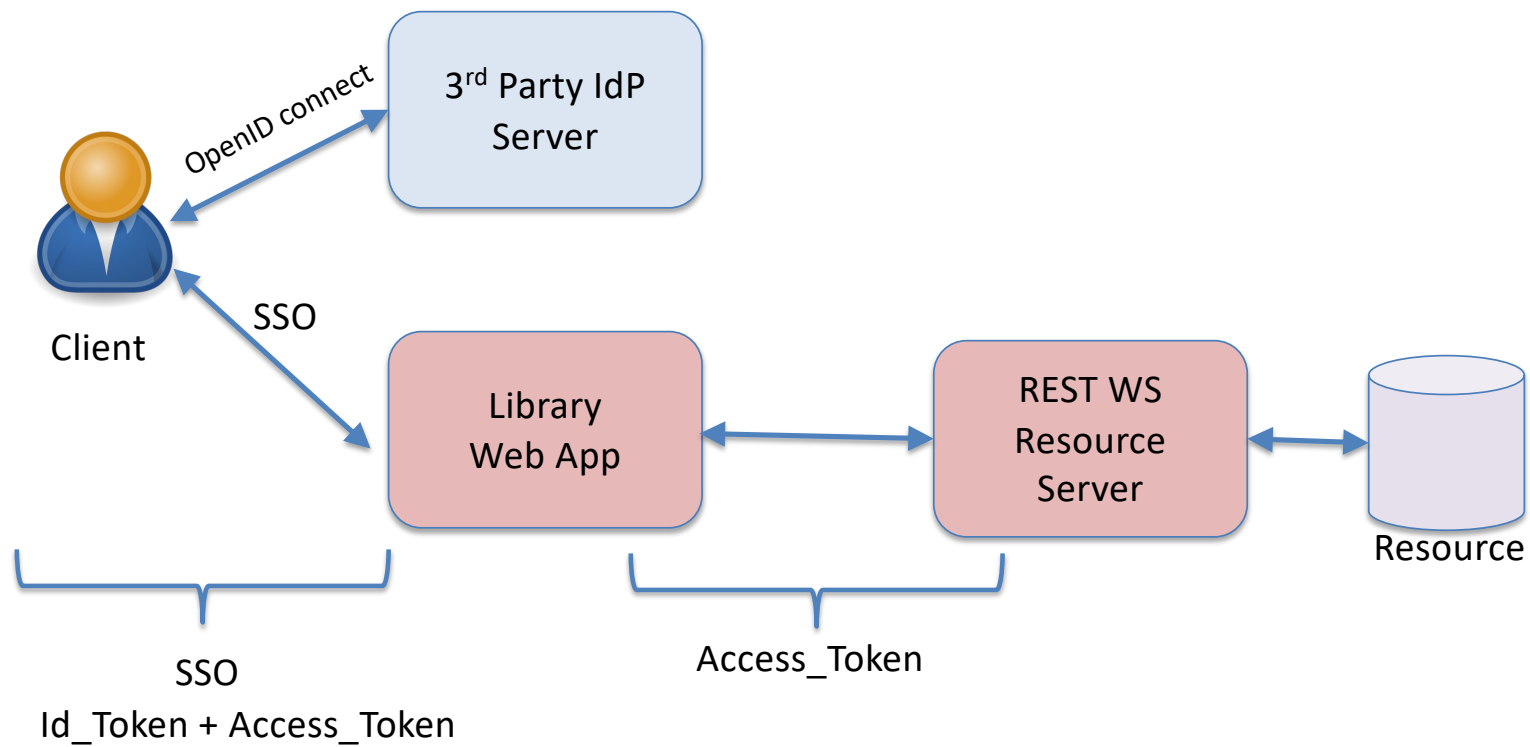 3rd Party IdP
Server
OpenID connect
SSO
Client
Library
Web App
REST WS
Resource
Server
Resource
SSO
Id_Token + Access_Token
Access_Token